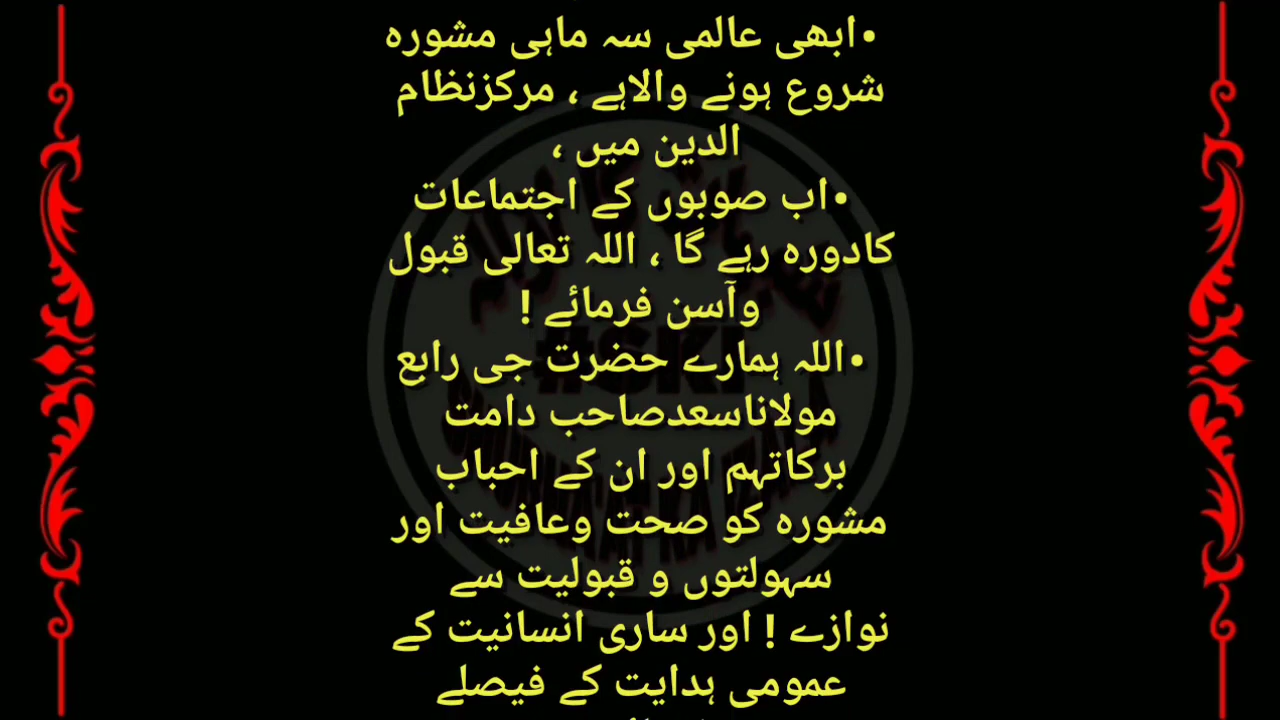 •ابھی عالمی سہ ماہی مشورہ
شروع ہونے والاہے ، مرکزنظام
الدین میں ،
•اب صوبوں کے اجتماعات
کادورہ رہے گا ، اللہ تعالی قبول
وآسن فرمائے !
•اللہ ہمارے حضرت جی رابع
مولاناسعدصاحب دامت
برکاتہم اور ان کے احباب
مشورہ کو صحت وعافیت اور
سہولتوں و قبولیت سے
نوازے ! اور ساری انسانیت کے
عمومی ہدایت کے فیصلے
#SKI